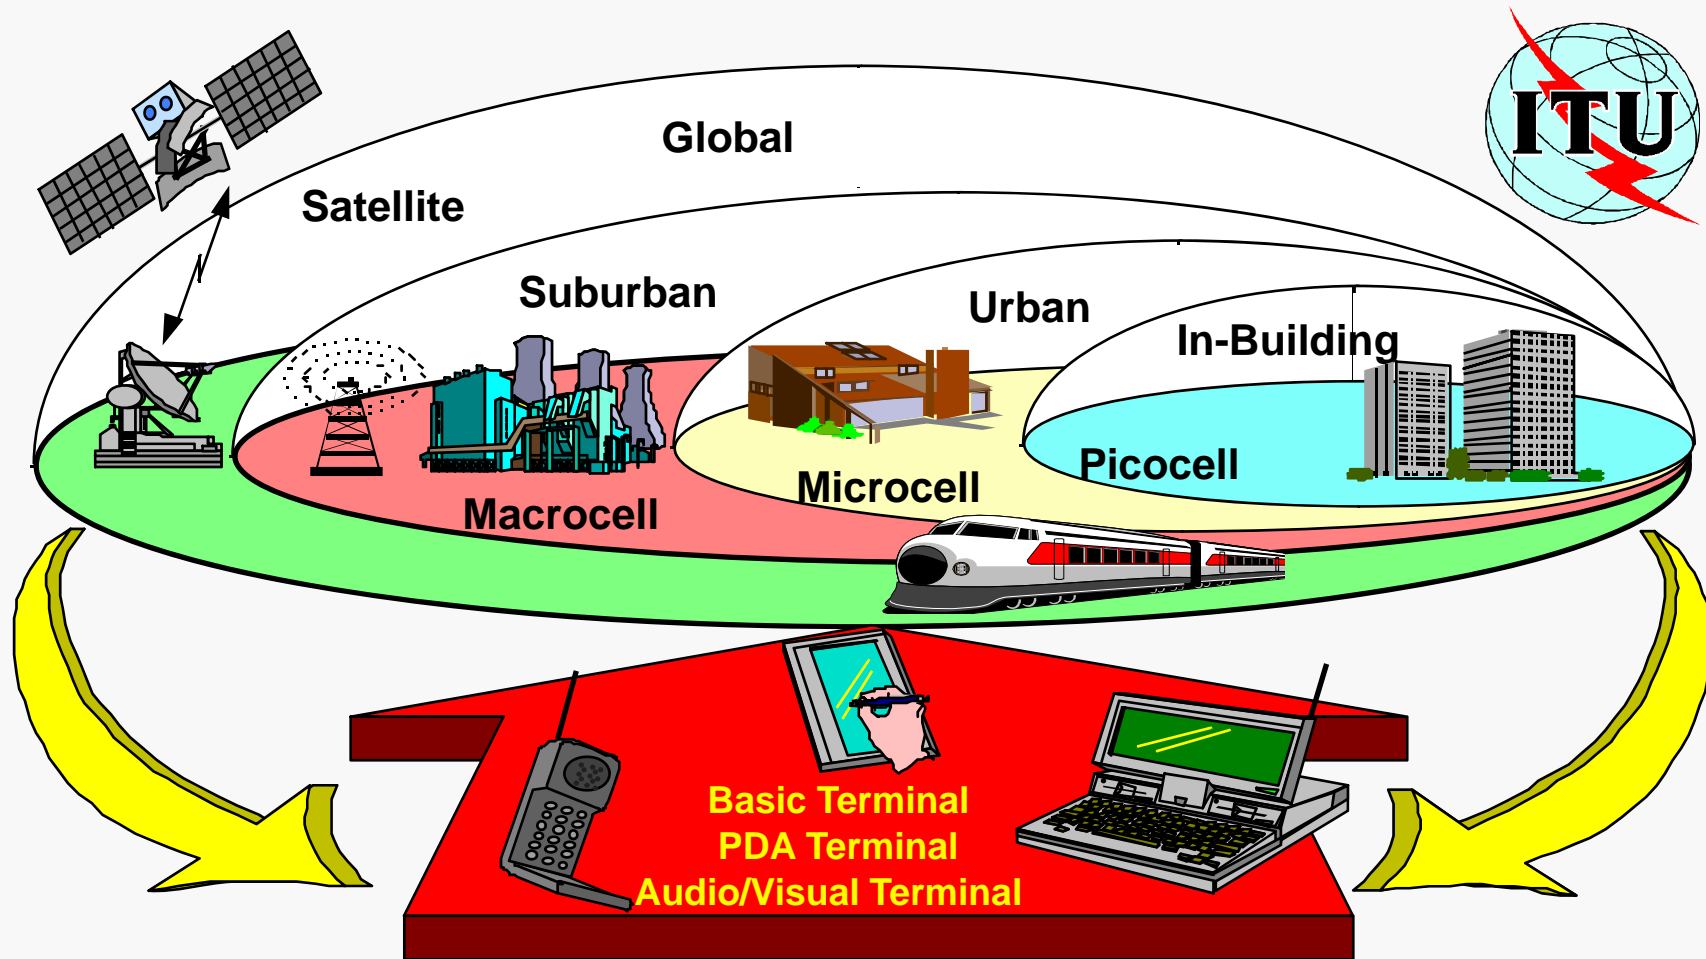 Global
ITU
Satellite
Suburban
Urban
In-Building
Picocell
Microcell
Macrocell
Basic Terminal
PDA Terminal
Audio/Visual Terminal